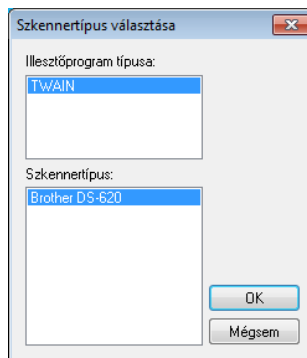 Szkennertípus választása
Illesztőprogram típusa:
TWAIN
Szkennertípus:
Brother DS-620
OK
Mégsem